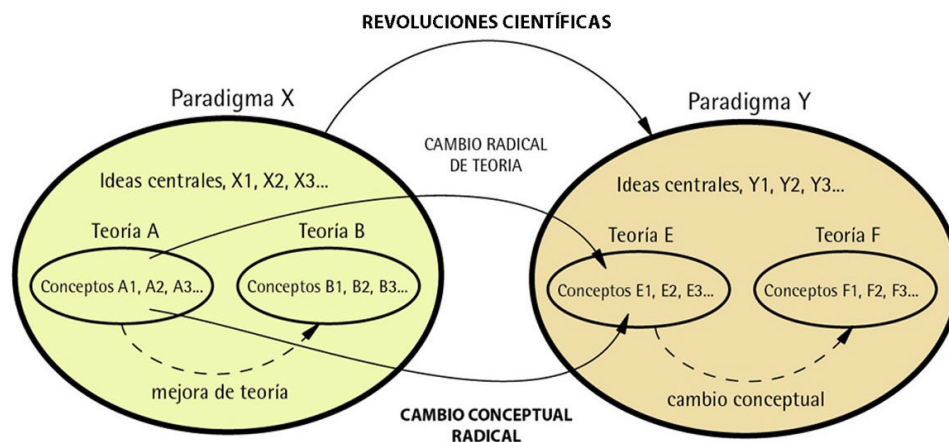 REVOLUCIONES CIENTÍFICAS
Paradigma X
Paradigma Y
CAMBIO RADICAL
DE TEORIA
Ideas centrales, X1, X2, X3...
Ideas centrales, Y1, Y2, Y3...
Teoría A
Teoría B
Teoría E
Teoría F
Conceptos A1, A2, A3...
Conceptos B1, B2, B3...
Conceptos E1, E2, E3...
Conceptos F1, F2, F3...
mejora de teoría
cambio conceptual
CAMBIO CONCEPTUAL
RADICAL